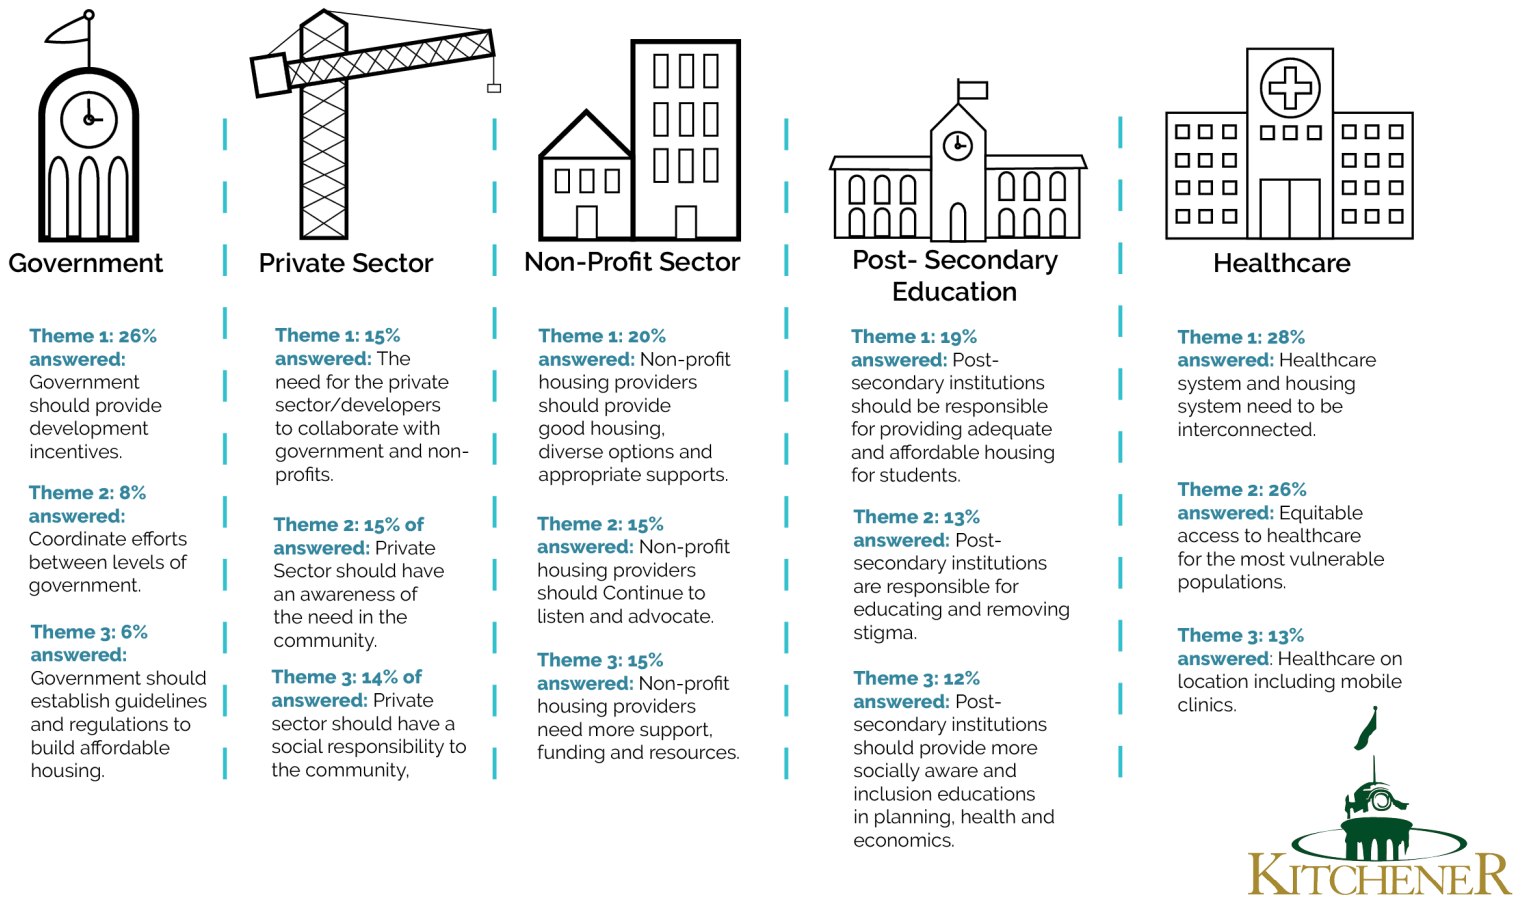 Government
Theme 1: 26%
answered:
Government
should provide
development
incentives.
Theme 2: 8%
answered:
Coordinate efforts
between levels of
government.
Theme 3: 6%
answered:
Government should
establish guidelines
and regulations to
build affordable
housing.
Private Sector
Theme 1: 15%
answered: The
need for the private
sector/developers
to collaborate with
government and non-
profits.
Theme 2: 15% of
answered: Private
Sector should have
an awareness of
the need in the
community.
Theme 3: 14% of
answered: Private
sector should have a
social responsibility to
the community,
Non-Profit Sector
Theme 1: 20%
answered: Non-profit
housing providers
should provide
good housing,
diverse options and
appropriate supports.
Theme 2: 15%
answered: Non-profit
housing providers
should Continue to
listen and advocate.
Theme 3: 15%
answered: Non-profit
housing providers
need more support,
funding and resources.
Post- Secondary
Education
Theme 1: 19%
answered: Post-
secondary institutions
should be responsible
for providing adequate
and affordable housing
for students.
Theme 2: 13%
answered: Post-
secondary institutions
are responsible for
educating and removing
stigma.
Theme 3: 12%
answered: Post-
secondary institutions
should provide more
socially aware and
inclusion educations
in planning, health and
economics.
Healthcare
Theme 1: 28%
answered: Healthcare
system and housing
system need to be
interconnected.
Theme 2: 26%
answered: Equitable
access to healthcare
for the most vulnerable
populations.
Theme 3: 13%
answered: Healthcare on
location including mobile
clinics.
KITCHENER